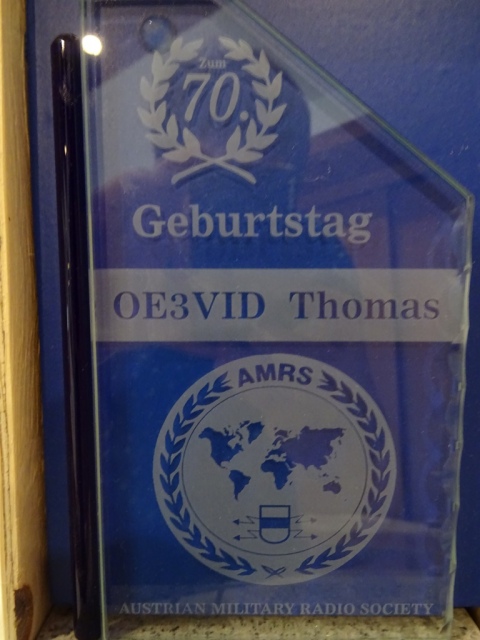 Zum
70.
Geburtstag
OE3VID Thomas
AMRS
AUSTRIAN MILITARY RADIO SOCIETY